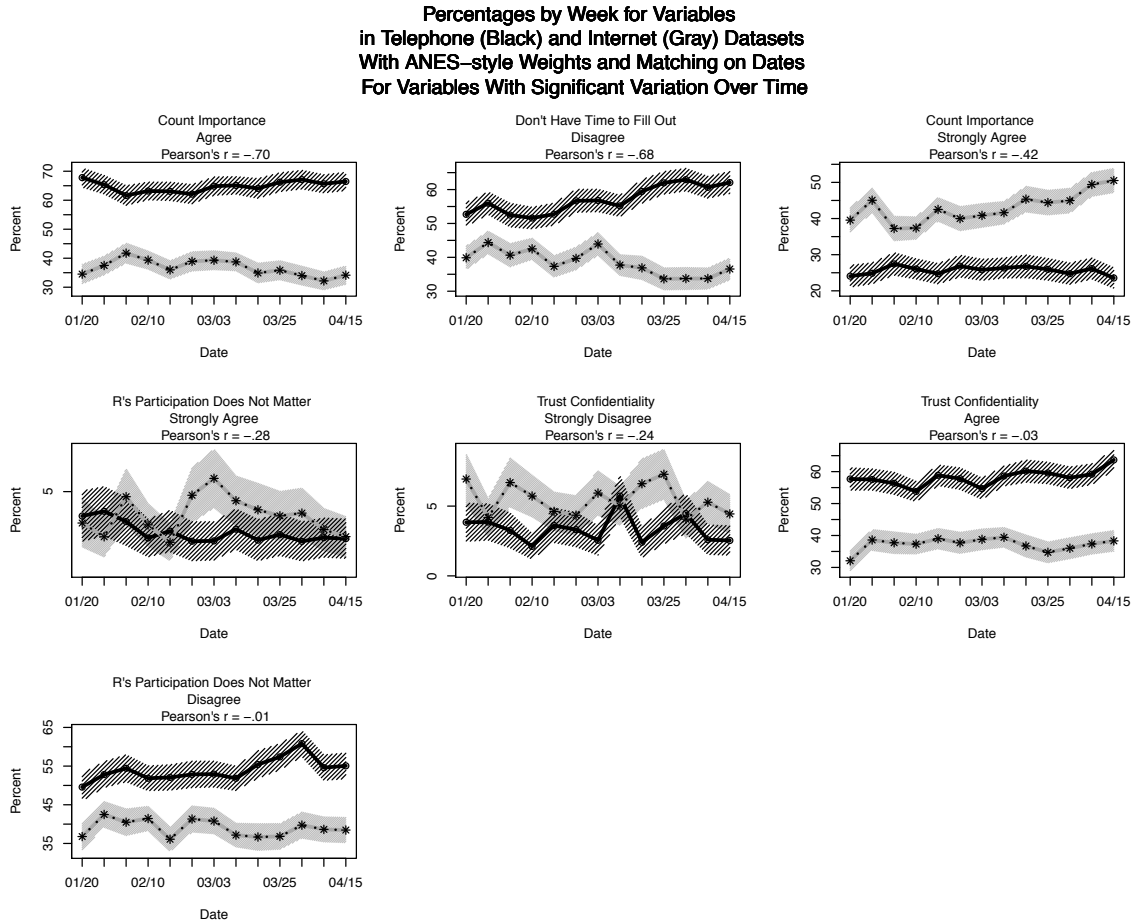 Percentages by Week for Variables
in Telephone (Black) and Internet (Gray) Datasets
With ANES−style Weights and Matching on Dates
For Variables With Significant Variation Over Time
Count Importance
Agree
Pearson's r = −.70
Percent
30 40 50 60 70
01/20 02/10 03/03 03/25 04/15
Date
Don't Have Time to Fill Out
Disagree
Pearson's r = −.68
Percent
30 40 50 60
01/20 02/10 03/03 03/25 04/15
Date
Count Importance
Strongly Agree
Pearson's r = −.42
Percent
20 30 40 50
01/20 02/10 03/03 03/25 04/15
Date
R's Participation Does Not Matter
Strongly Agree
Pearson's r = −.28
Percent
5
01/20 02/10 03/03 03/25 04/15
Date
Trust Confidentiality
Strongly Disagree
Pearson's r = −.24
Percent
0 5
01/20 02/10 03/03 03/25 04/15
Date
Trust Confidentiality
Agree
Pearson's r = −.03
Percent
30 40 50 60
01/20 02/10 03/03 03/25 04/15
Date
R's Participation Does Not Matter
Disagree
Pearson's r = −.01
Percent
35 45 55 65
01/20 02/10 03/03 03/25 04/15
Date